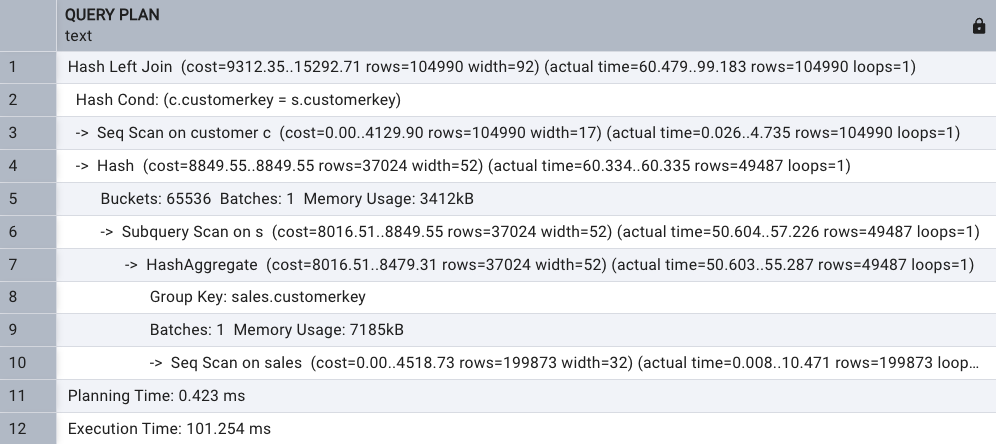 QUERY PLAN
text
1 Hash Left Join (cost=9312.35..15292.71 rows=104990 width=92) (actual time=60.479..99.183 rows=104990 loops=1)
2 Hash Cond: (c.customerkey = s.customerkey)
3 -> Seq Scan on customer c (cost=0.00..4129.90 rows=104990 width=17) (actual time=0.026..4.735 rows=104990 loops=1)
4 -> Hash (cost=8849.55..8849.55 rows=37024 width=52) (actual time=60.334..60.335 rows=49487 loops=1)
5 Buckets: 65536 Batches: 1 Memory Usage: 3412kB
6 -> Subquery Scan on s (cost=8016.51..8849.55 rows=37024 width=52) (actual time=50.604..57.226 rows=49487 loops=1)
7 -> HashAggregate (cost=8016.51..8479.31 rows=37024 width=52) (actual time=50.603..55.287 rows=49487 loops=1)
8 Group Key: sales.customerkey
9 Batches: 1 Memory Usage: 7185kB
10 -> Seq Scan on sales (cost=0.00..4518.73 rows=199873 width=32) (actual time=0.008..10.471 rows=199873 loop...
11 Planning Time: 0.423 ms
12 Execution Time: 101.254 ms